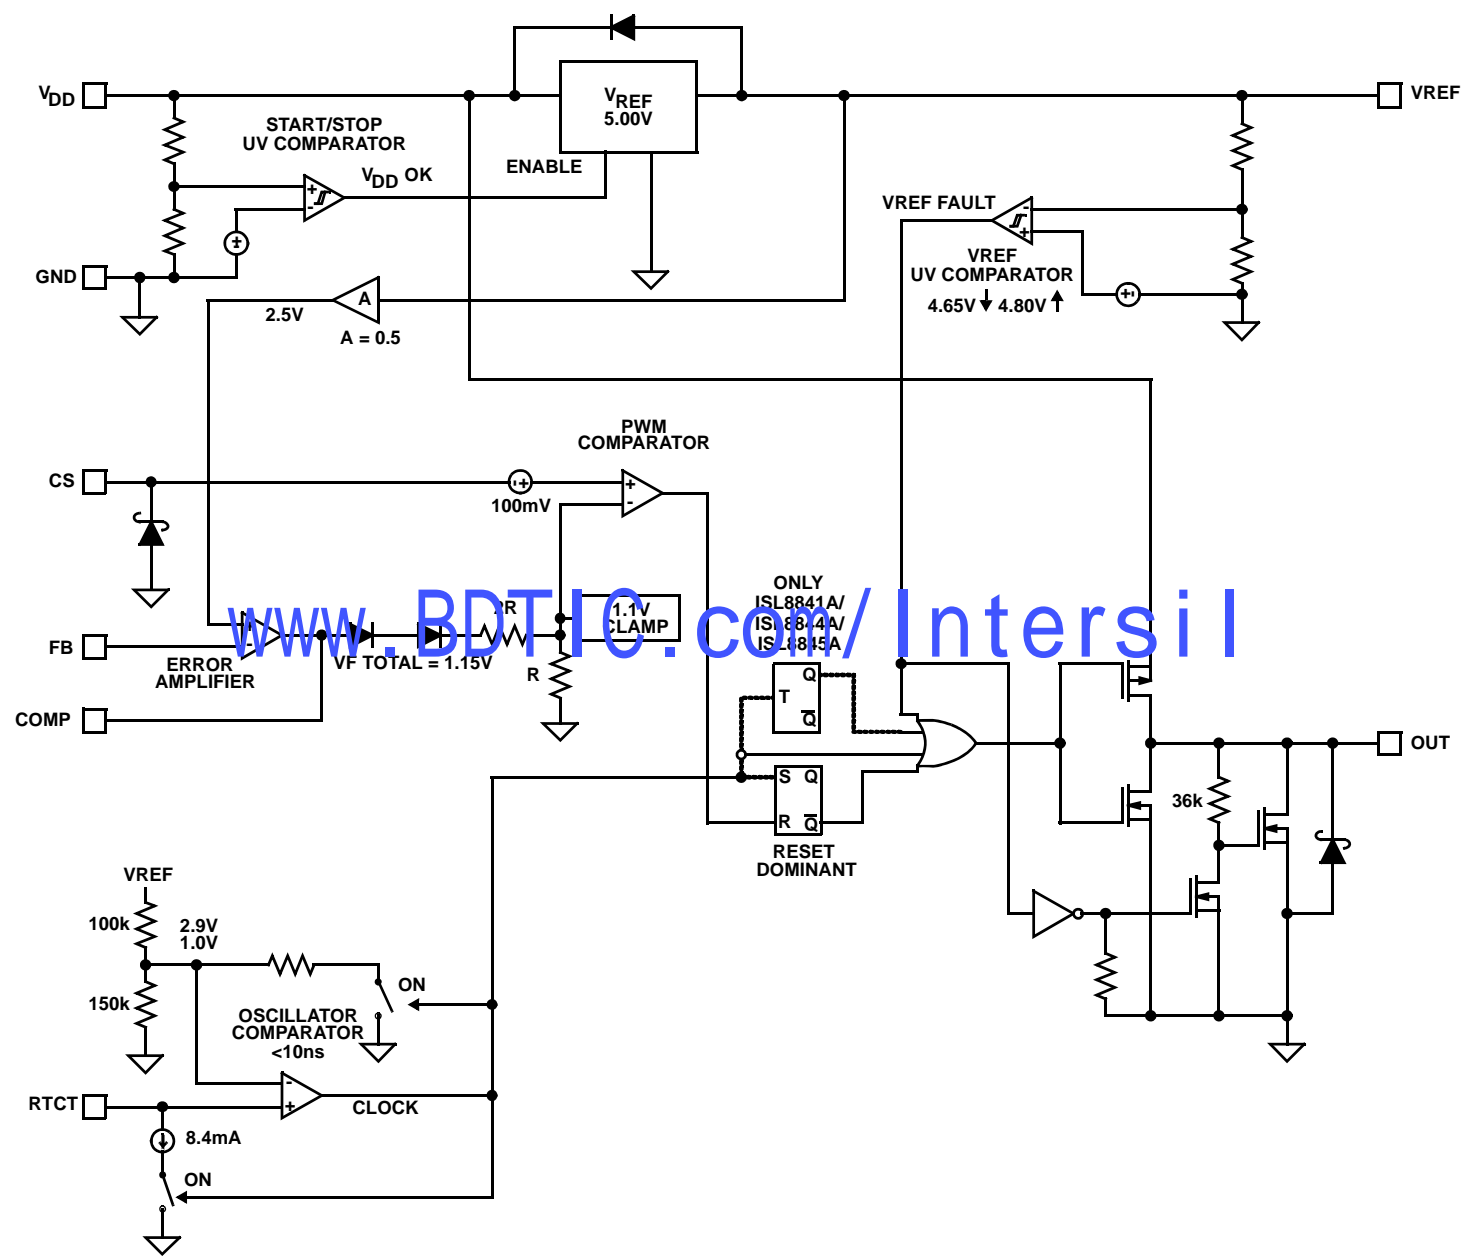 VDD
VREF
5.00V
VREF
START/STOP
UV COMPARATOR
ENABLE
VDD OK
+
-
VREF FAULT
-
+
GND
VREF
UV COMPARATOR
4.65V 4.80V
A
2.5V
A = 0.5
PWM
COMPARATOR
CS
100mV
+
-
ONLY
ISL8841A/
ISL8844A/
ISL8845A
www.BDTIC.com/Intersil
2R
1.1V
CLAMP
+
-
FB
ERROR
AMPLIFIER
VF TOTAL = 1.15V
R
COMP
T
Q
Q̅
OUT
S Q
R Q̅
RESET
DOMINANT
36k
VREF
100k
2.9V
1.0V
150k
ON
OSCILLATOR
COMPARATOR
<10ns
-
+
RTCT
CLOCK
8.4mA
ON